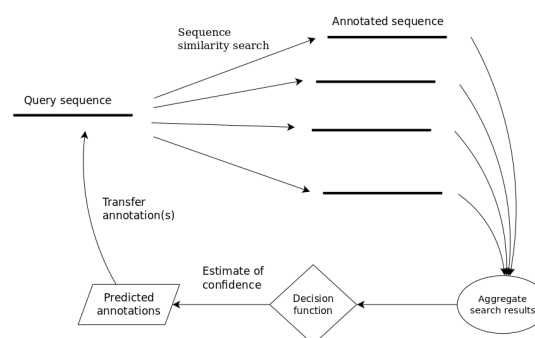 Annotated sequence
Sequence
similarity search
Query sequence
Transfer
annotation(s)
Estimate of
confidence
Predicted
annotations
Decision
function
Aggregate
search results